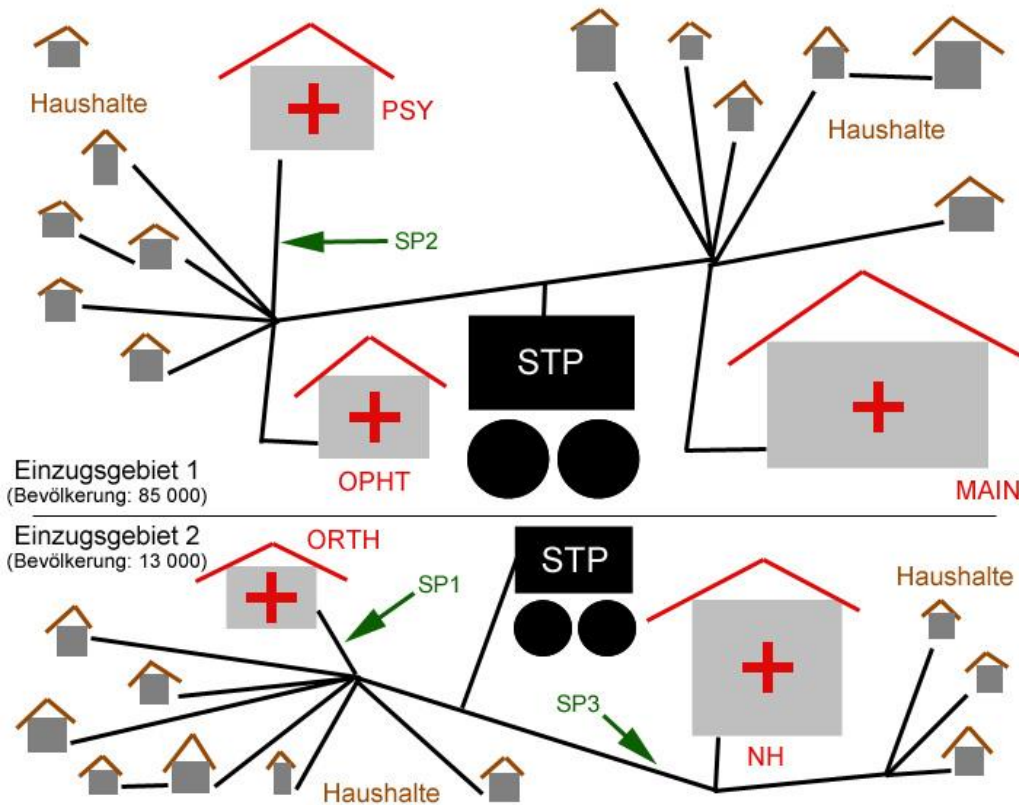 Haushalte
PSY
Haushalte
SP2
STP
OPHT
MAIN
Einzugsgebiet 1
(Bevölkerung: 85 000)
Einzugsgebiet 2
(Bevölkerung: 13 000)
ORTH
STP
SP1
Haushalte
SP3
NH
Haushalte